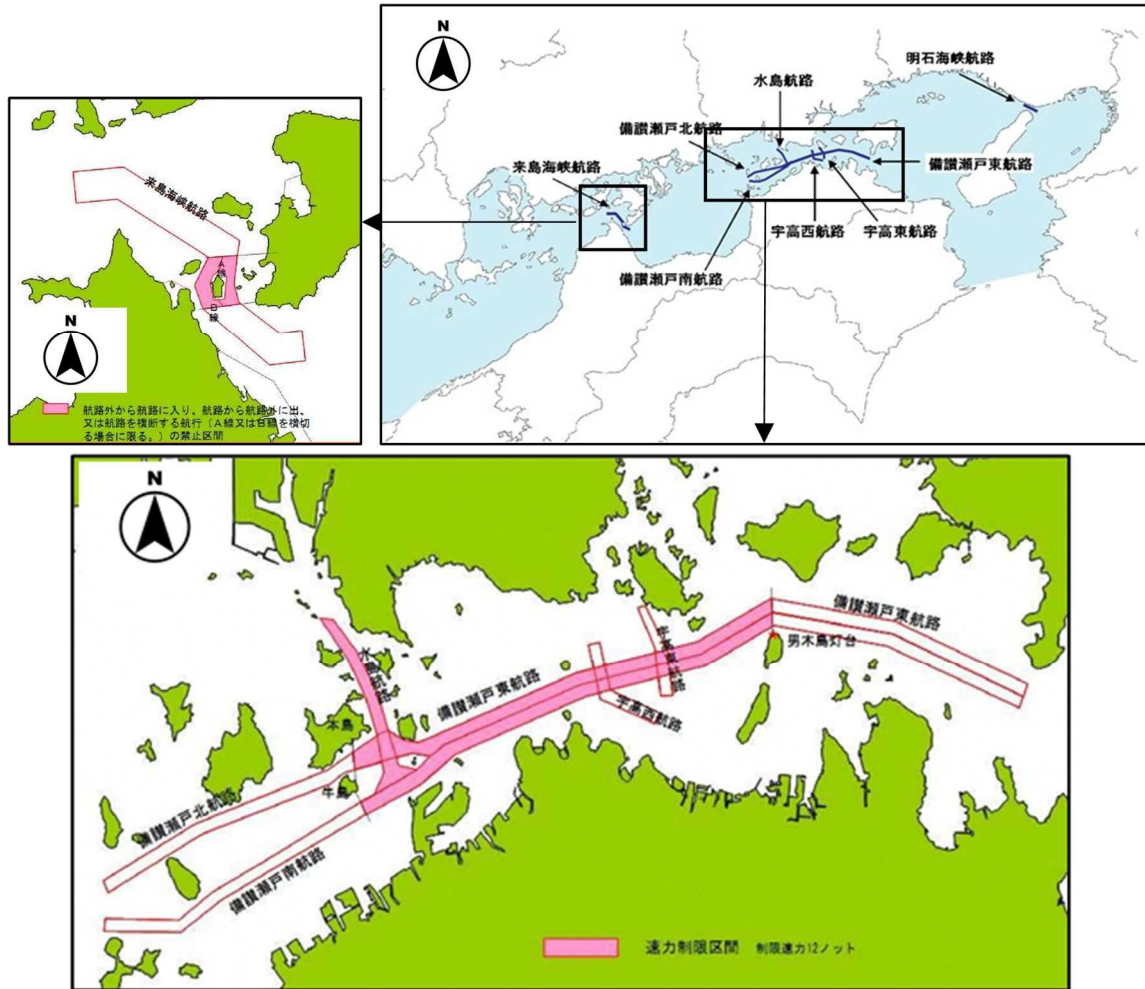 N
明石海峡航路
水島航路
備讃瀬戸北航路
来島海峡航路
備讃瀬戸東航路
宇高西航路
宇高東航路
備讃瀬戸南航路
N
来島海峡航路
A線
B線
航路外から航路に入り、航路から航路外に出、
又は航路を横断する航行（A線又はB線を横切
る場合に限る。）の禁止区間
N
備讃瀬戸東航路
男木島灯台
宇高東航路
水島航路
備讃瀬戸東航路
宇高西航路
本島
牛島
備讃瀬戸北航路
備讃瀬戸南航路
速力制限区間 制限速力12ノット